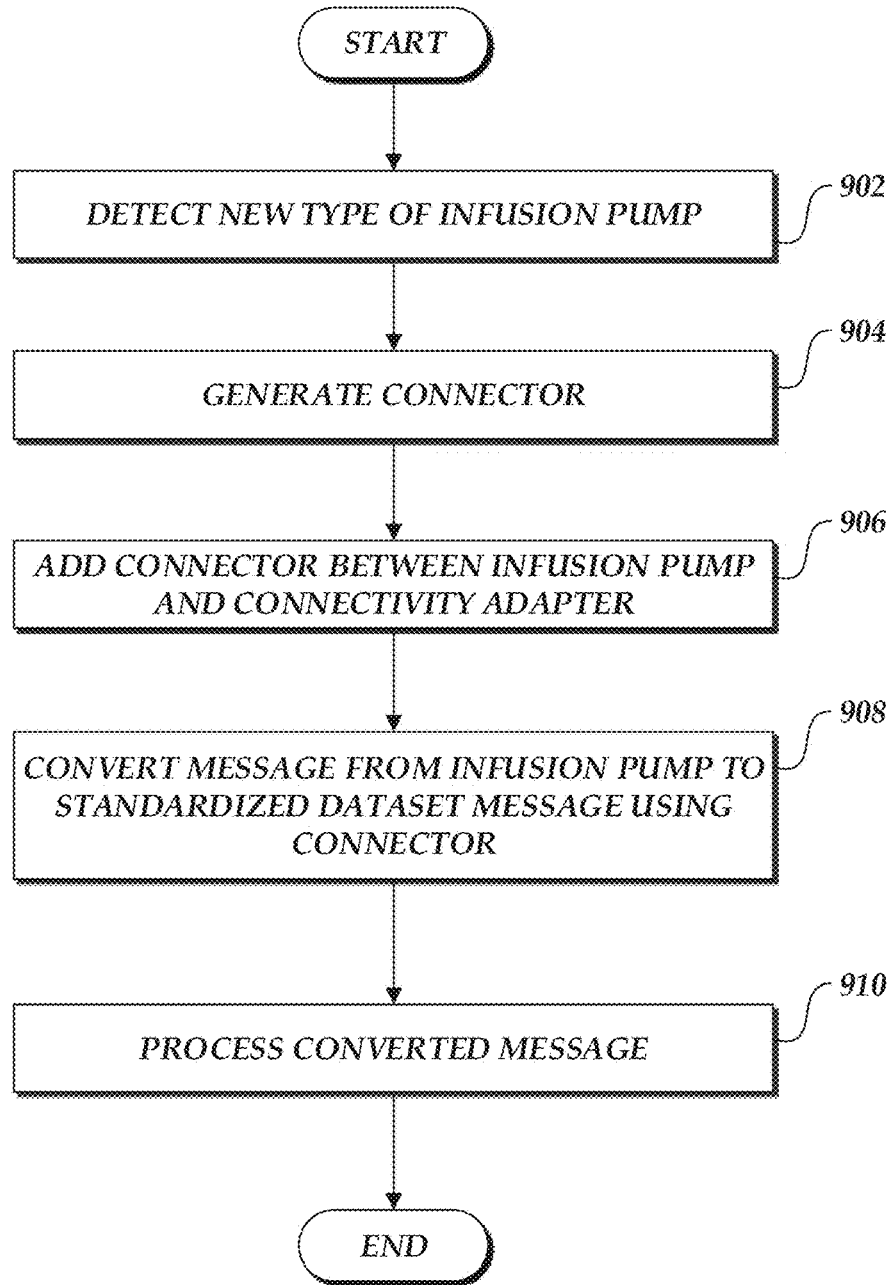 START
DETECT NEW TYPE OF INFUSION PUMP
902
GENERATE CONNECTOR
904
ADD CONNECTOR BETWEEN INFUSION PUMP
AND CONNECTIVITY ADAPTER
906
CONVERT MESSAGE FROM INFUSION PUMP TO
STANDARDIZED DATASET MESSAGE USING
CONNECTOR
908
PROCESS CONVERTED MESSAGE
910
END